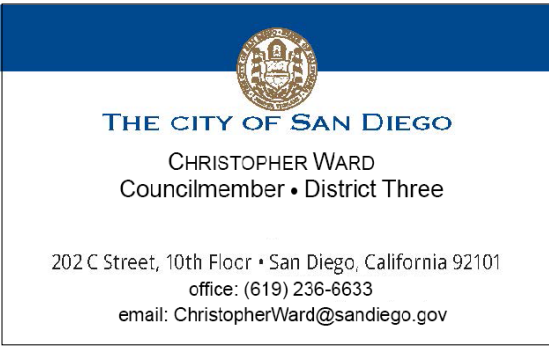 THE CITY OF SAN DIEGO
CHRISTOPHER WARD
Councilmember • District Three
202 C Street, 10th Floor • San Diego, California 92101
office: (619) 236-6633
email: ChristopherWard@sandiego.gov